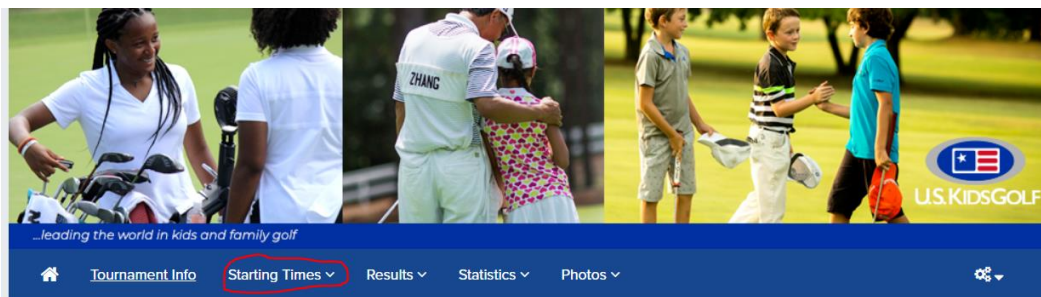 ZHANG
U.S.KIDSGOLF
...leading the world in kids and family golf
Tournament Info Starting Times Results Statistics Photos